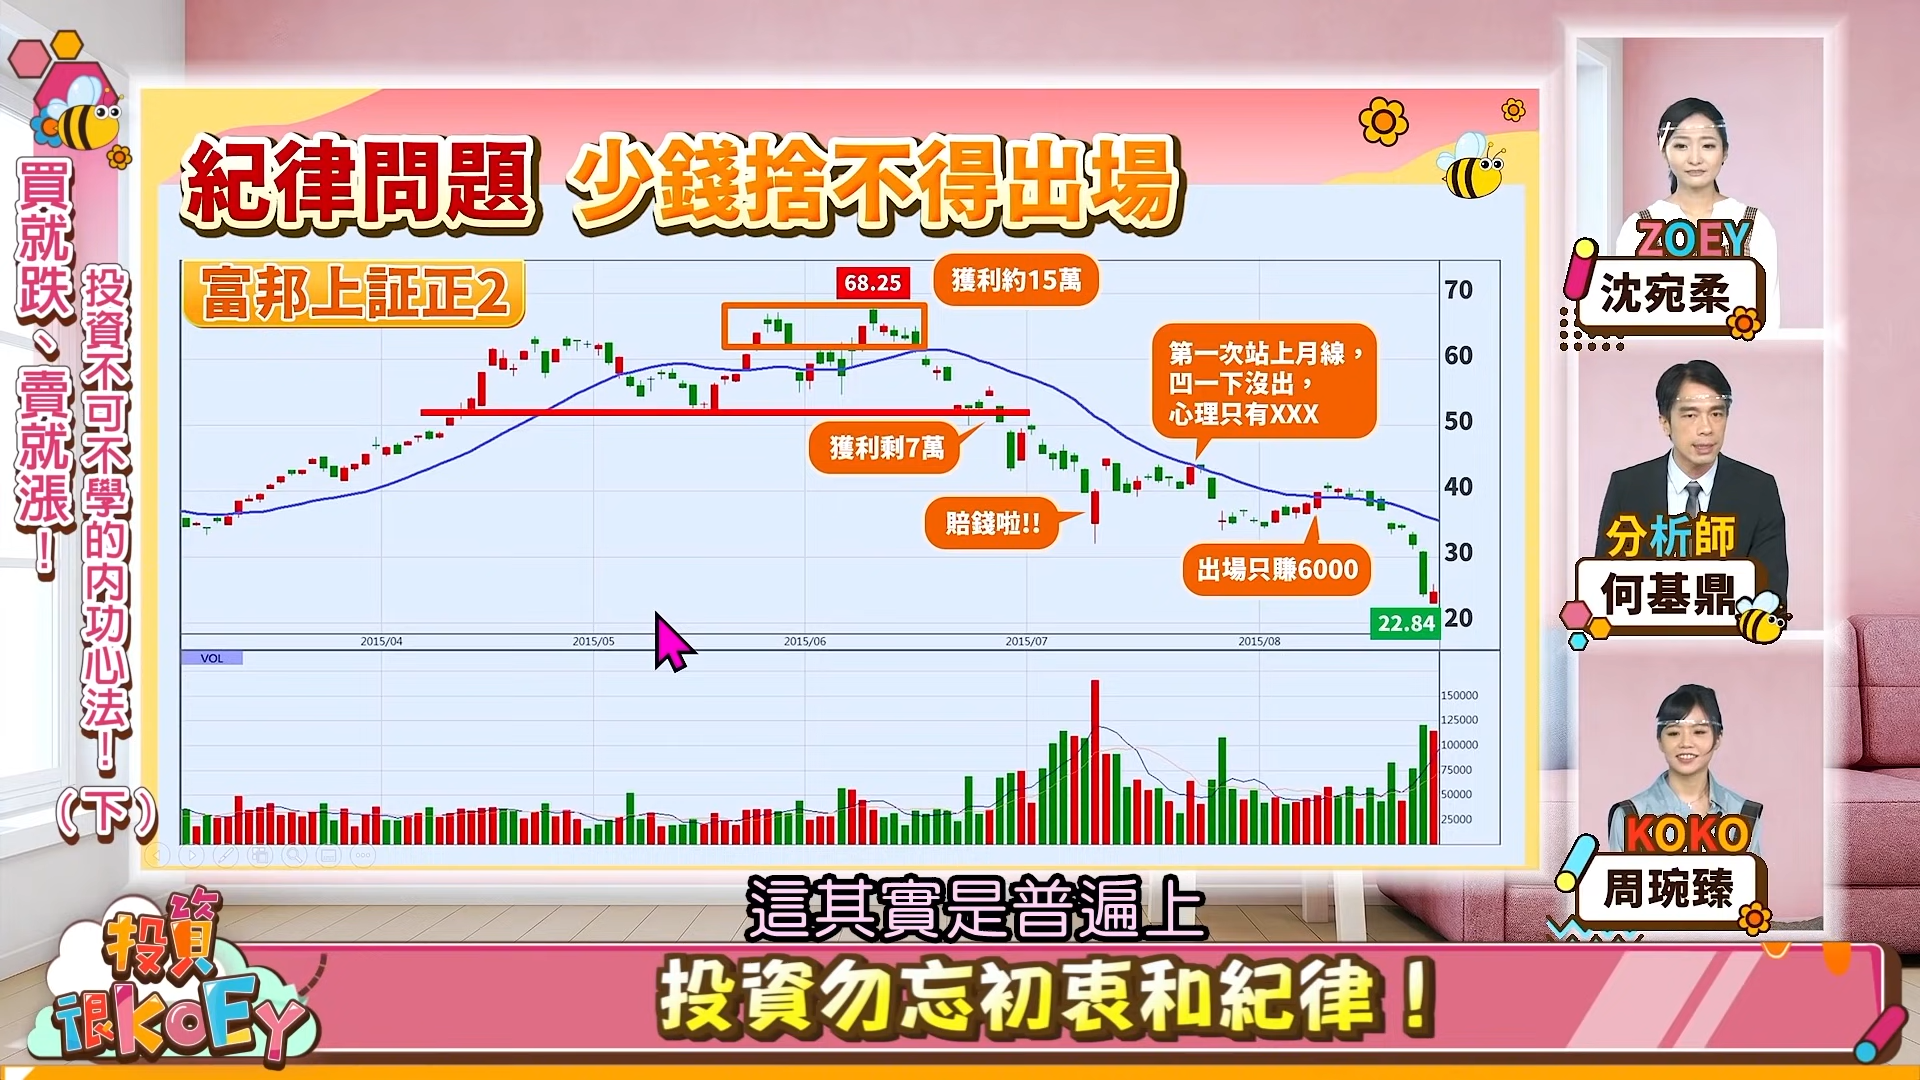 買就跌、賣就漲！
投資不可不學的内功心法！
（下）
紀律問題 少錢捨不得出場
富邦上証正2
68.25
獲利約15萬
第一次站上月線，
凹一下沒出，
心理只有XXX
獲利剩7萬
賠錢啦!!
出場只賺6000
22.84
70
60
50
40
30
20
2015/04
2015/05
2015/06
2015/07
2015/08
VOL
150000
125000
100000
75000
50000
25000
ZOEY
沈宛柔
分析師
何基鼎
KOKO
周琬臻
這其實是普遍上
投資勿忘初衷和紀律！
投資
很KOEY